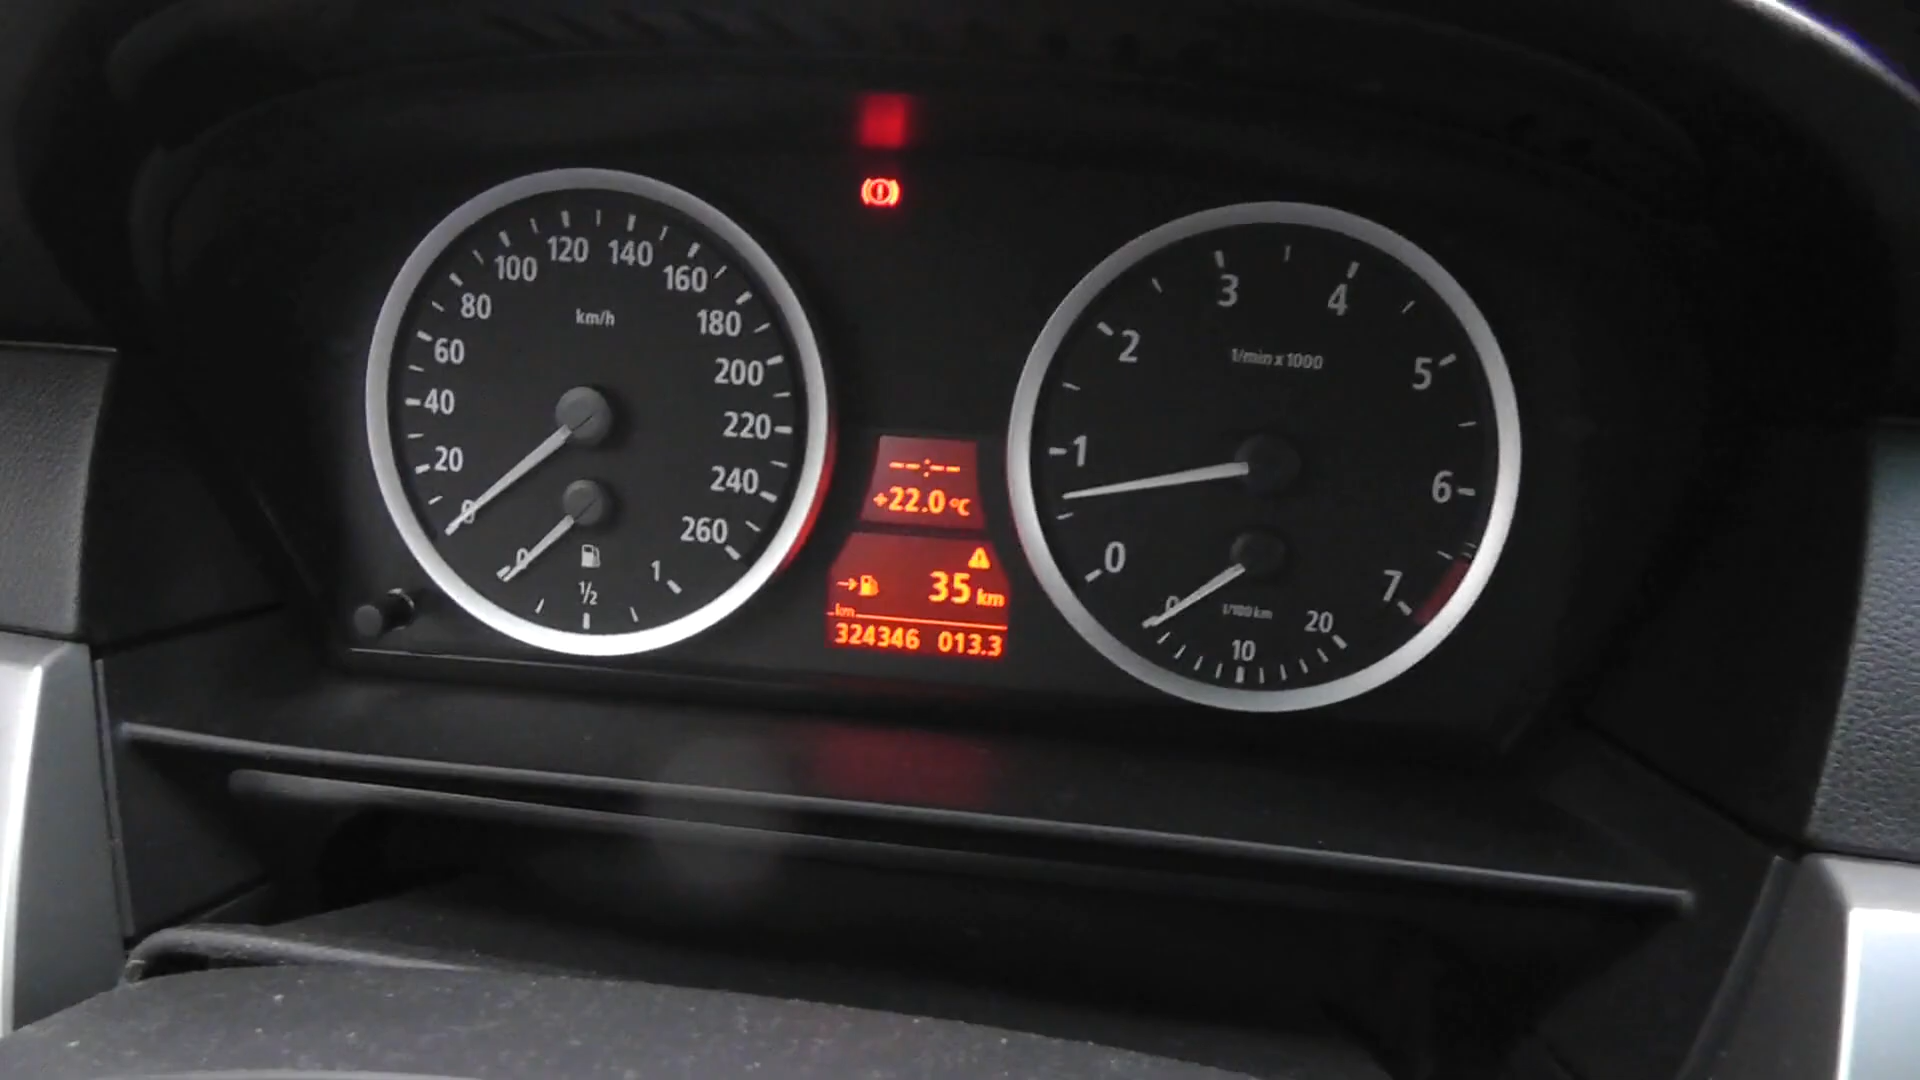 120 140
100 160
80 180
km/h
60 200
40 220
20 240
0 260
0 1/2 1
3 4
2 5
1/min x 1000
1 6
0 7
0 1/100 km 20
10
--:--
+22.0 °C
35 km
km
324346 013.3